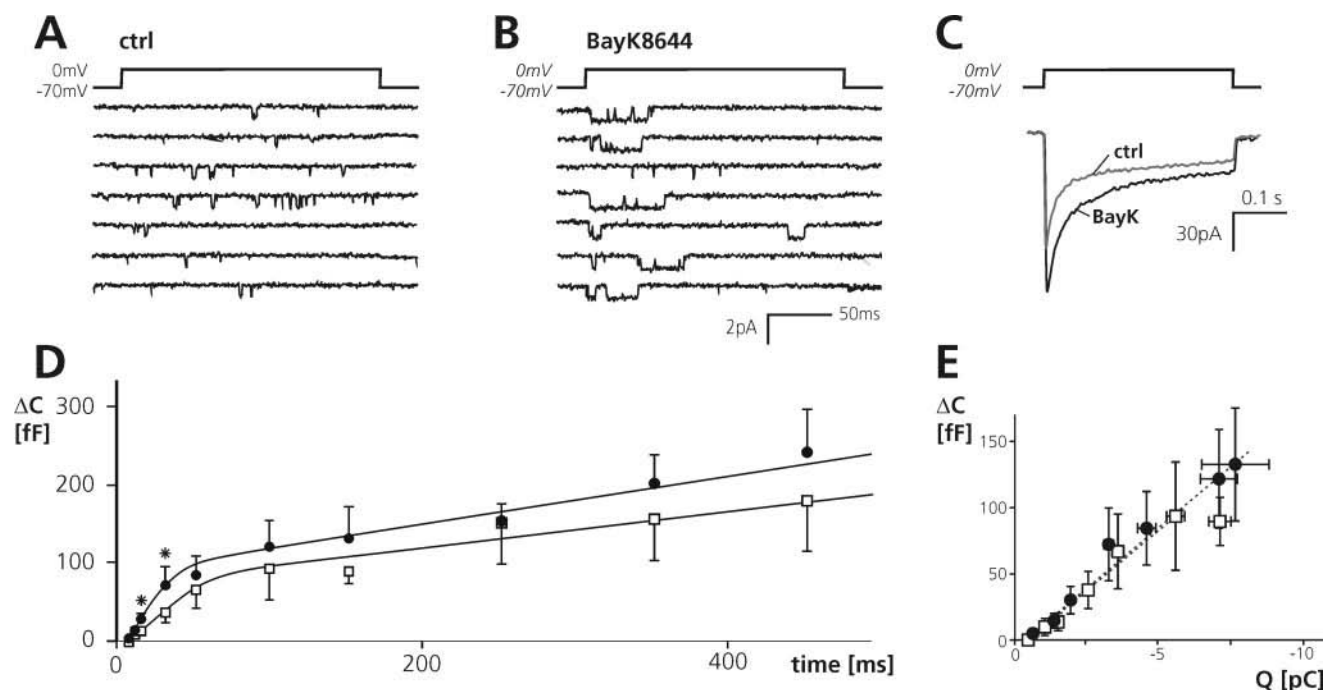 A
ctrl
0mV
-70mV
B
BayK8644
0mV
-70mV
2pA
50ms
C
0mV
-70mV
ctrl
BayK
0.1 s
30pA
D
ΔC
[fF]
300
200
100
0
*
*
0
200
400
time [ms]
E
ΔC
[fF]
150
100
50
0
0
-5
-10
Q [pC]